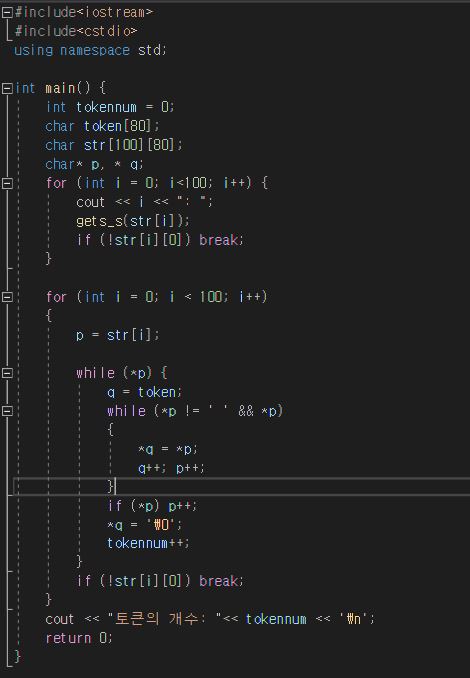 #include<iostream>
#include<cstdio>
using namespace std;
int main() {
int tokennum = 0;
char token[80];
char str[100][80];
char* p, * q;
for (int i = 0; i<100; i++) {
cout << i << ": ";
gets_s(str[i]);
if (!str[i][0]) break;
}
for (int i = 0; i < 100; i++)
{
p = str[i];
while (*p) {
q = token;
while (*p != ' ' && *p)
{
*q = *p;
q++; p++;
}
if (*p) p++;
*q = '₩0';
tokennum++;
}
if (!str[i][0]) break;
}
cout << "토큰의 개수: "<< tokennum << '₩n';
return 0;
}